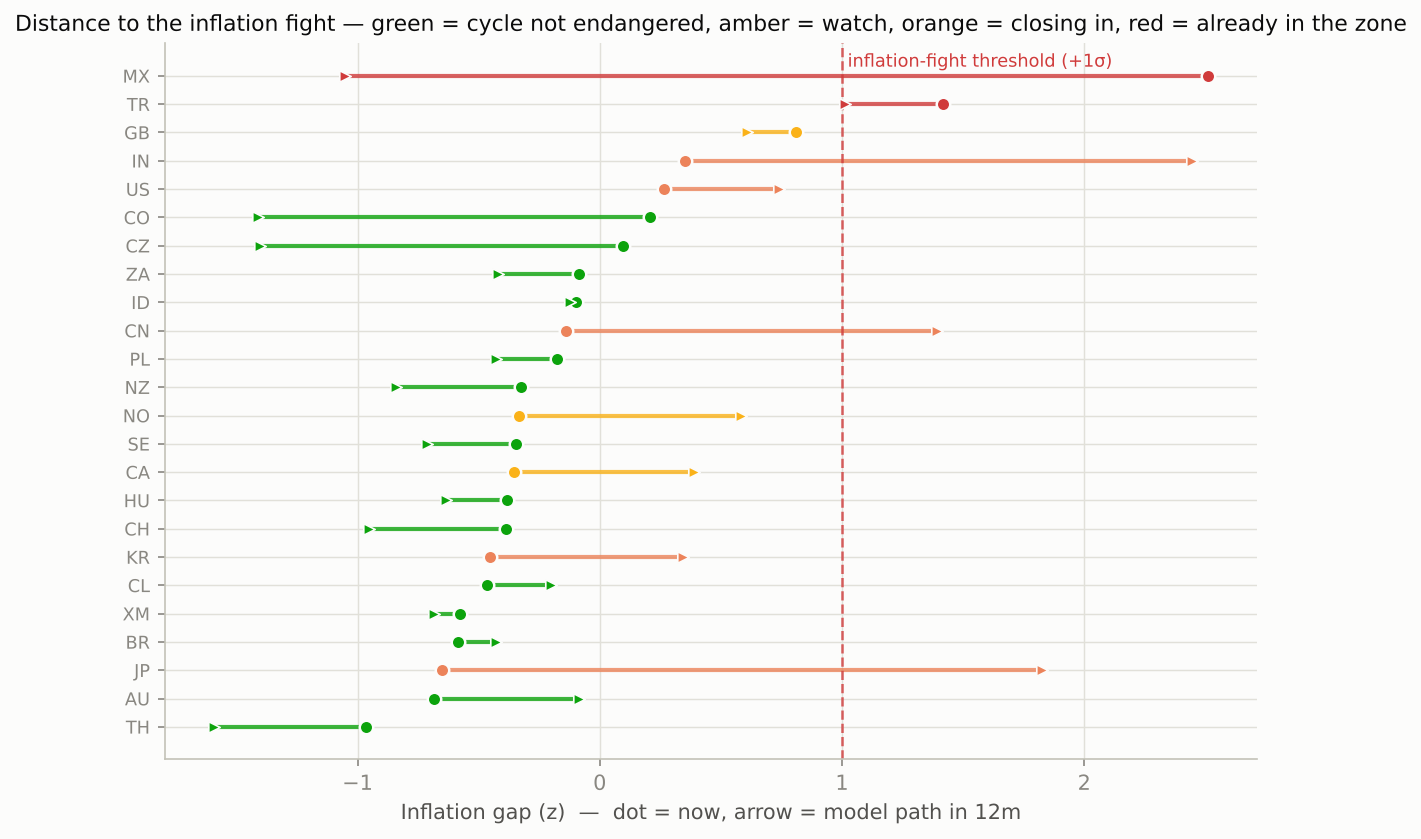 Distance to the inflation fight — green = cycle not endangered, amber = watch, orange = closing in, red = already in the zone
inflation-fight threshold (+1σ)
MX
TR
GB
IN
US
CO
CZ
ZA
ID
CN
PL
NZ
NO
SE
CA
HU
CH
KR
CL
XM
BR
JP
AU
TH
−1 0 1 2
Inflation gap (z) — dot = now, arrow = model path in 12m